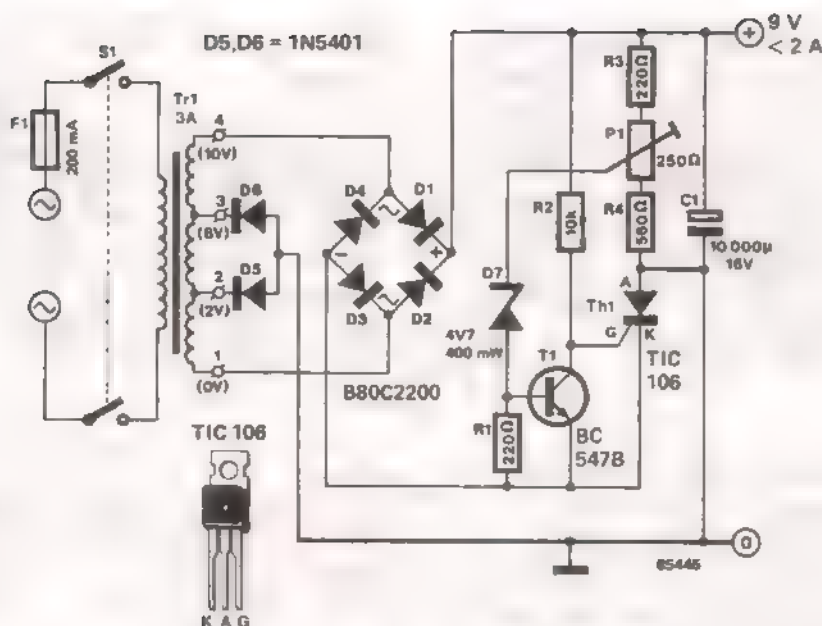 D5,D6 = 1N5401
S1
F1
200 mA
Tr1
3A
4
(10V)
3
(8V)
2
(2V)
1
(0V)
D6
D5
D4
D1
D3
D2
B80C2200
9 V
< 2 A
R3
220Ω
P1
250Ω
R2
10k
R4
560Ω
C1
10 000µ
16V
D7
4V7
400 mW
A
Th1
G
K
TIC
106
T1
BC
547B
R1
220Ω
TIC 106
K A G
85446
0